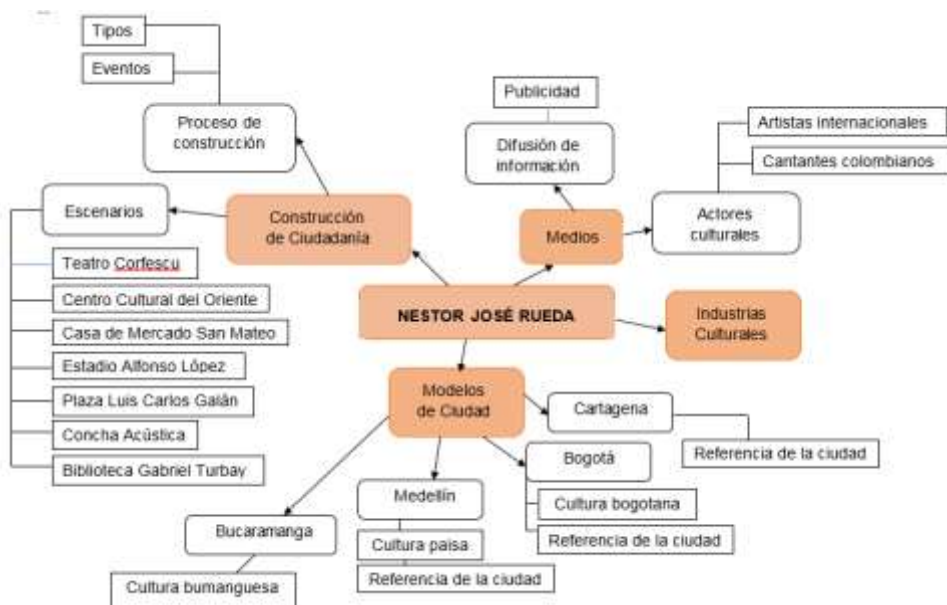 Tipos
Eventos
Proceso de
construcción
Escenarios
Construcción
de Ciudadanía
Teatro Corfescu
Centro Cultural del Oriente
Casa de Mercado San Mateo
Estadio Alfonso López
Plaza Luis Carlos Galán
Concha Acústica
Biblioteca Gabriel Turbay
Publicidad
Difusión de
información
Medios
Artistas internacionales
Cantantes colombianos
Actores
culturales
NESTOR JOSÉ RUEDA
Industrias
Culturales
Modelos
de Ciudad
Cartagena
Referencia de la ciudad
Bogotá
Cultura bogotana
Referencia de la ciudad
Medellín
Cultura paisa
Referencia de la ciudad
Bucaramanga
Cultura bumanguesa